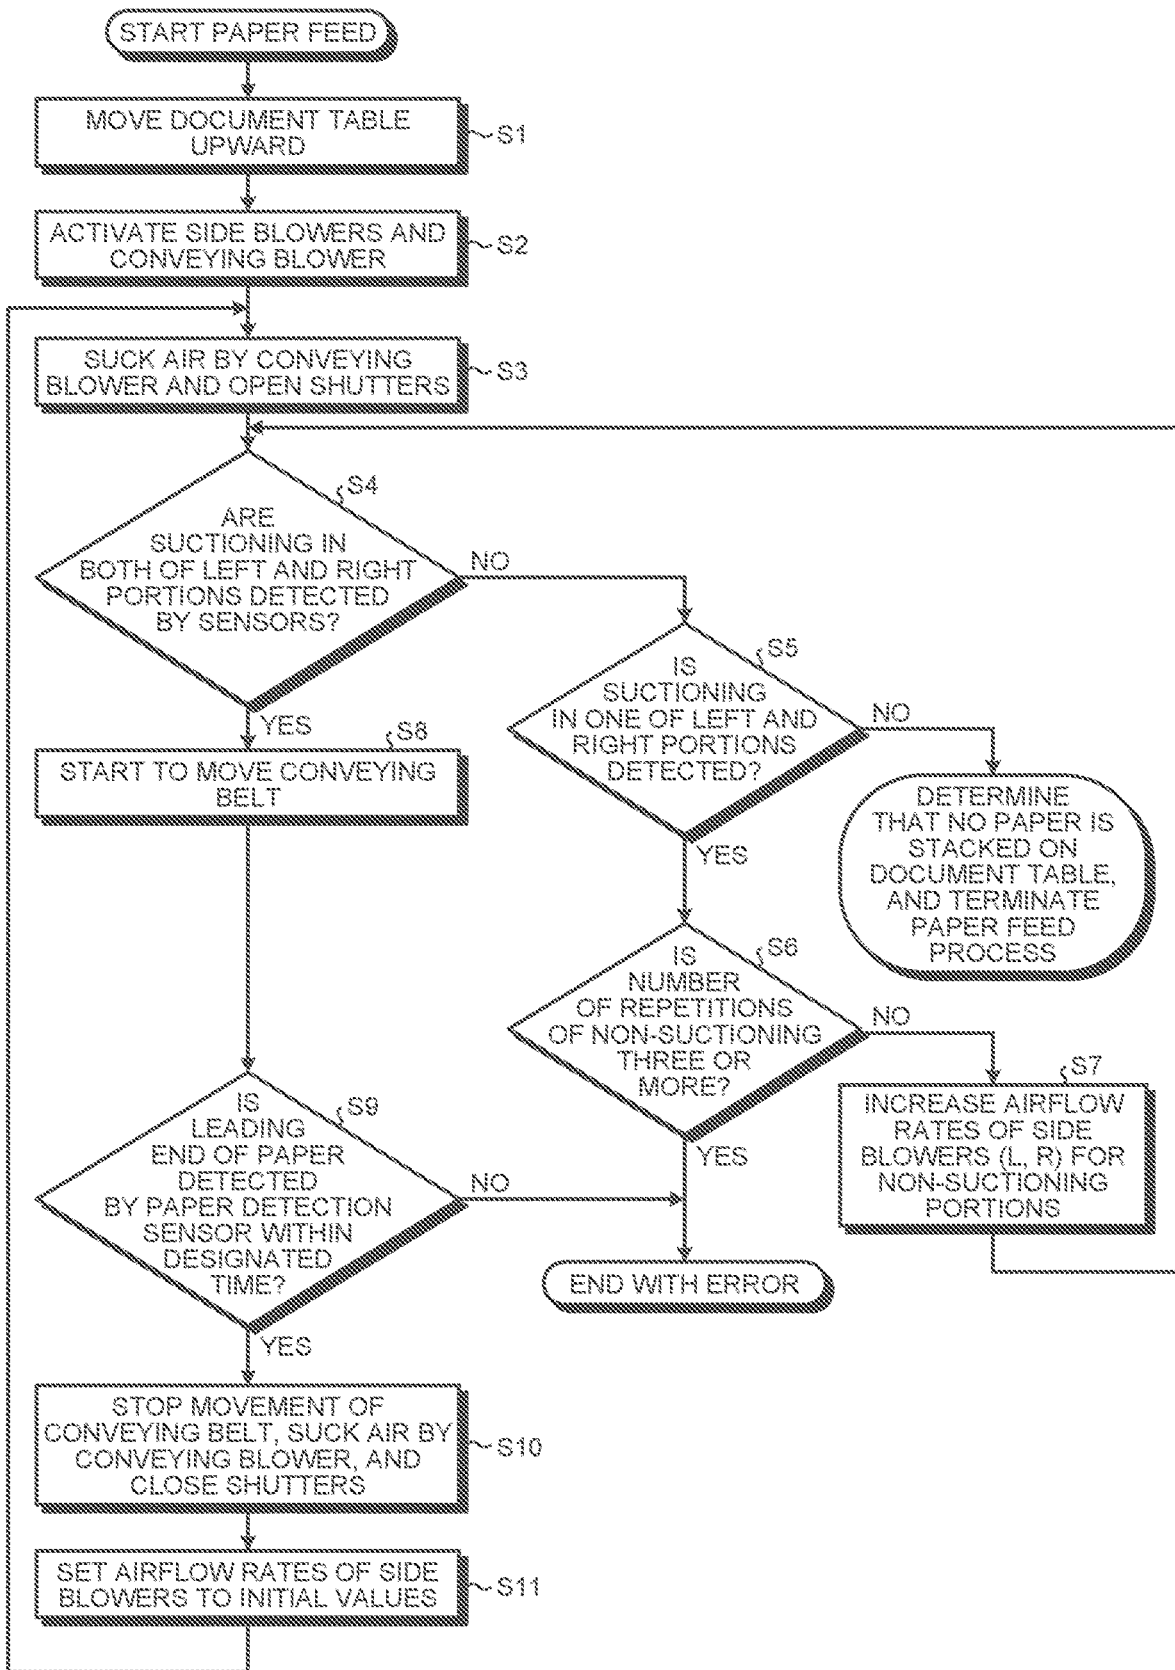 START PAPER FEED
MOVE DOCUMENT TABLE
UPWARD
S1
ACTIVATE SIDE BLOWERS AND
CONVEYING BLOWER
S2
SUCK AIR BY CONVEYING
BLOWER AND OPEN SHUTTERS
S3
S4
ARE
SUCTIONING IN
BOTH OF LEFT AND RIGHT
PORTIONS DETECTED
BY SENSORS?
NO
YES
S5
IS
SUCTIONING
IN ONE OF LEFT AND
RIGHT PORTIONS
DETECTED?
NO
YES
DETERMINE
THAT NO PAPER IS
STACKED ON
DOCUMENT TABLE,
AND TERMINATE
PAPER FEED
PROCESS
S8
START TO MOVE CONVEYING
BELT
S6
IS
NUMBER
OF REPETITIONS
OF NON-SUCTIONING
THREE OR
MORE?
NO
YES
S7
INCREASE AIRFLOW
RATES OF SIDE
BLOWERS (L, R) FOR
NON-SUCTIONING
PORTIONS
S9
IS
LEADING
END OF PAPER
DETECTED
BY PAPER DETECTION
SENSOR WITHIN
DESIGNATED
TIME?
NO
YES
END WITH ERROR
STOP MOVEMENT OF
CONVEYING BELT, SUCK AIR BY
CONVEYING BLOWER, AND
CLOSE SHUTTERS
S10
SET AIRFLOW RATES OF SIDE
BLOWERS TO INITIAL VALUES
S11